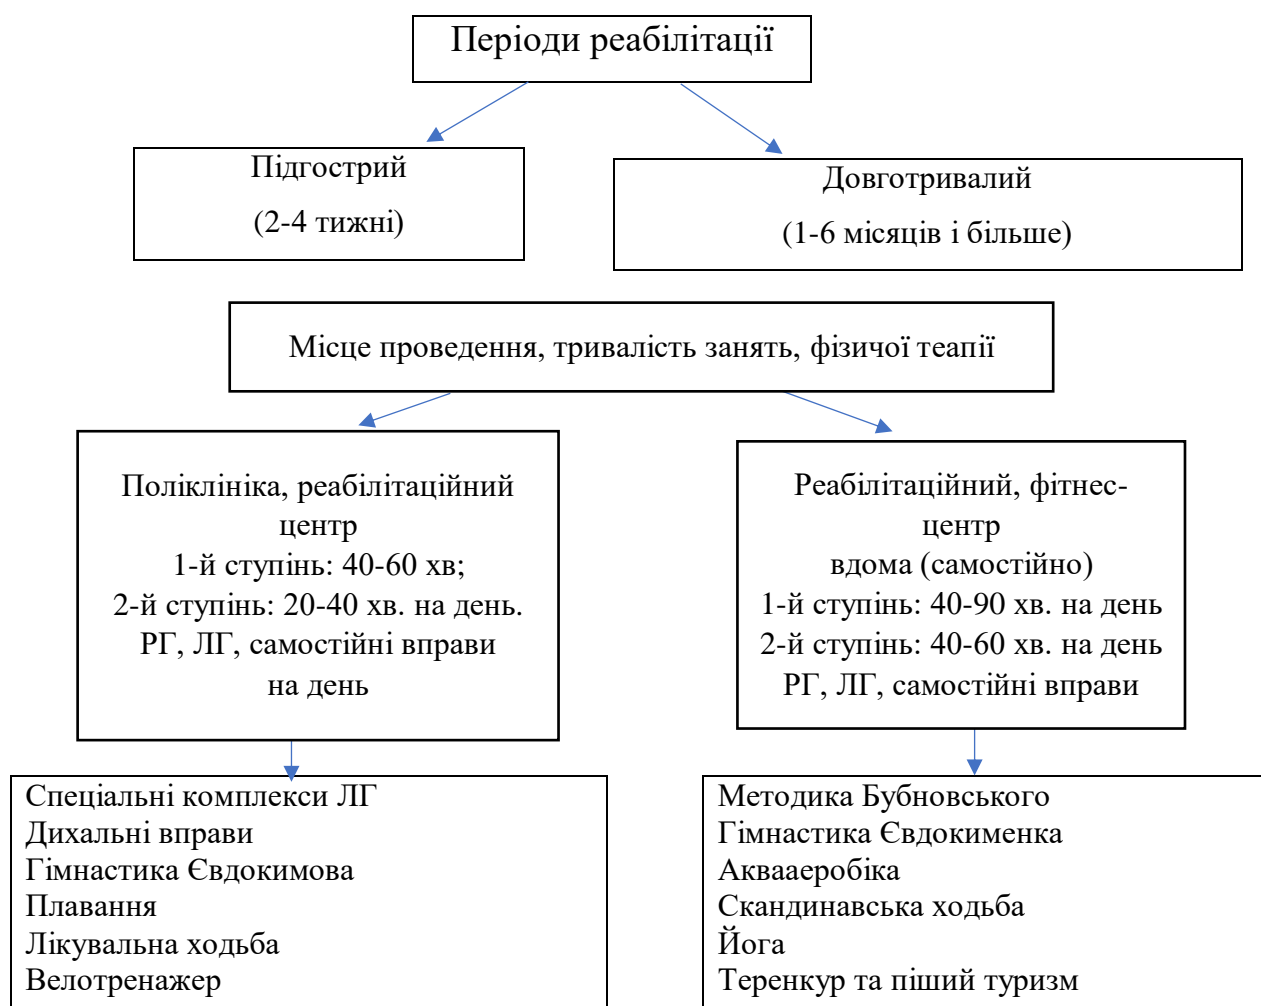 Періоди реабілітації
Підгострий
(2-4 тижні)
Довготривалий
(1-6 місяців і більше)
Місце проведення, тривалість занять, фізичої теапії
Поліклініка, реабілітаційний
центр
1-й ступінь: 40-60 хв;
2-й ступінь: 20-40 хв. на день.
РГ, ЛГ, самостійні вправи
на день
Реабілітаційний, фітнес-
центр
вдома (самостійно)
1-й ступінь: 40-90 хв. на день
2-й ступінь: 40-60 хв. на день
РГ, ЛГ, самостійні вправи
Спеціальні комплекси ЛГ
Дихальні вправи
Гімнастика Євдокимова
Плавання
Лікувальна ходьба
Велотренажер
Методика Бубновського
Гімнастика Євдокименка
Аквааеробіка
Скандинавська ходьба
Йога
Теренкур та піший туризм